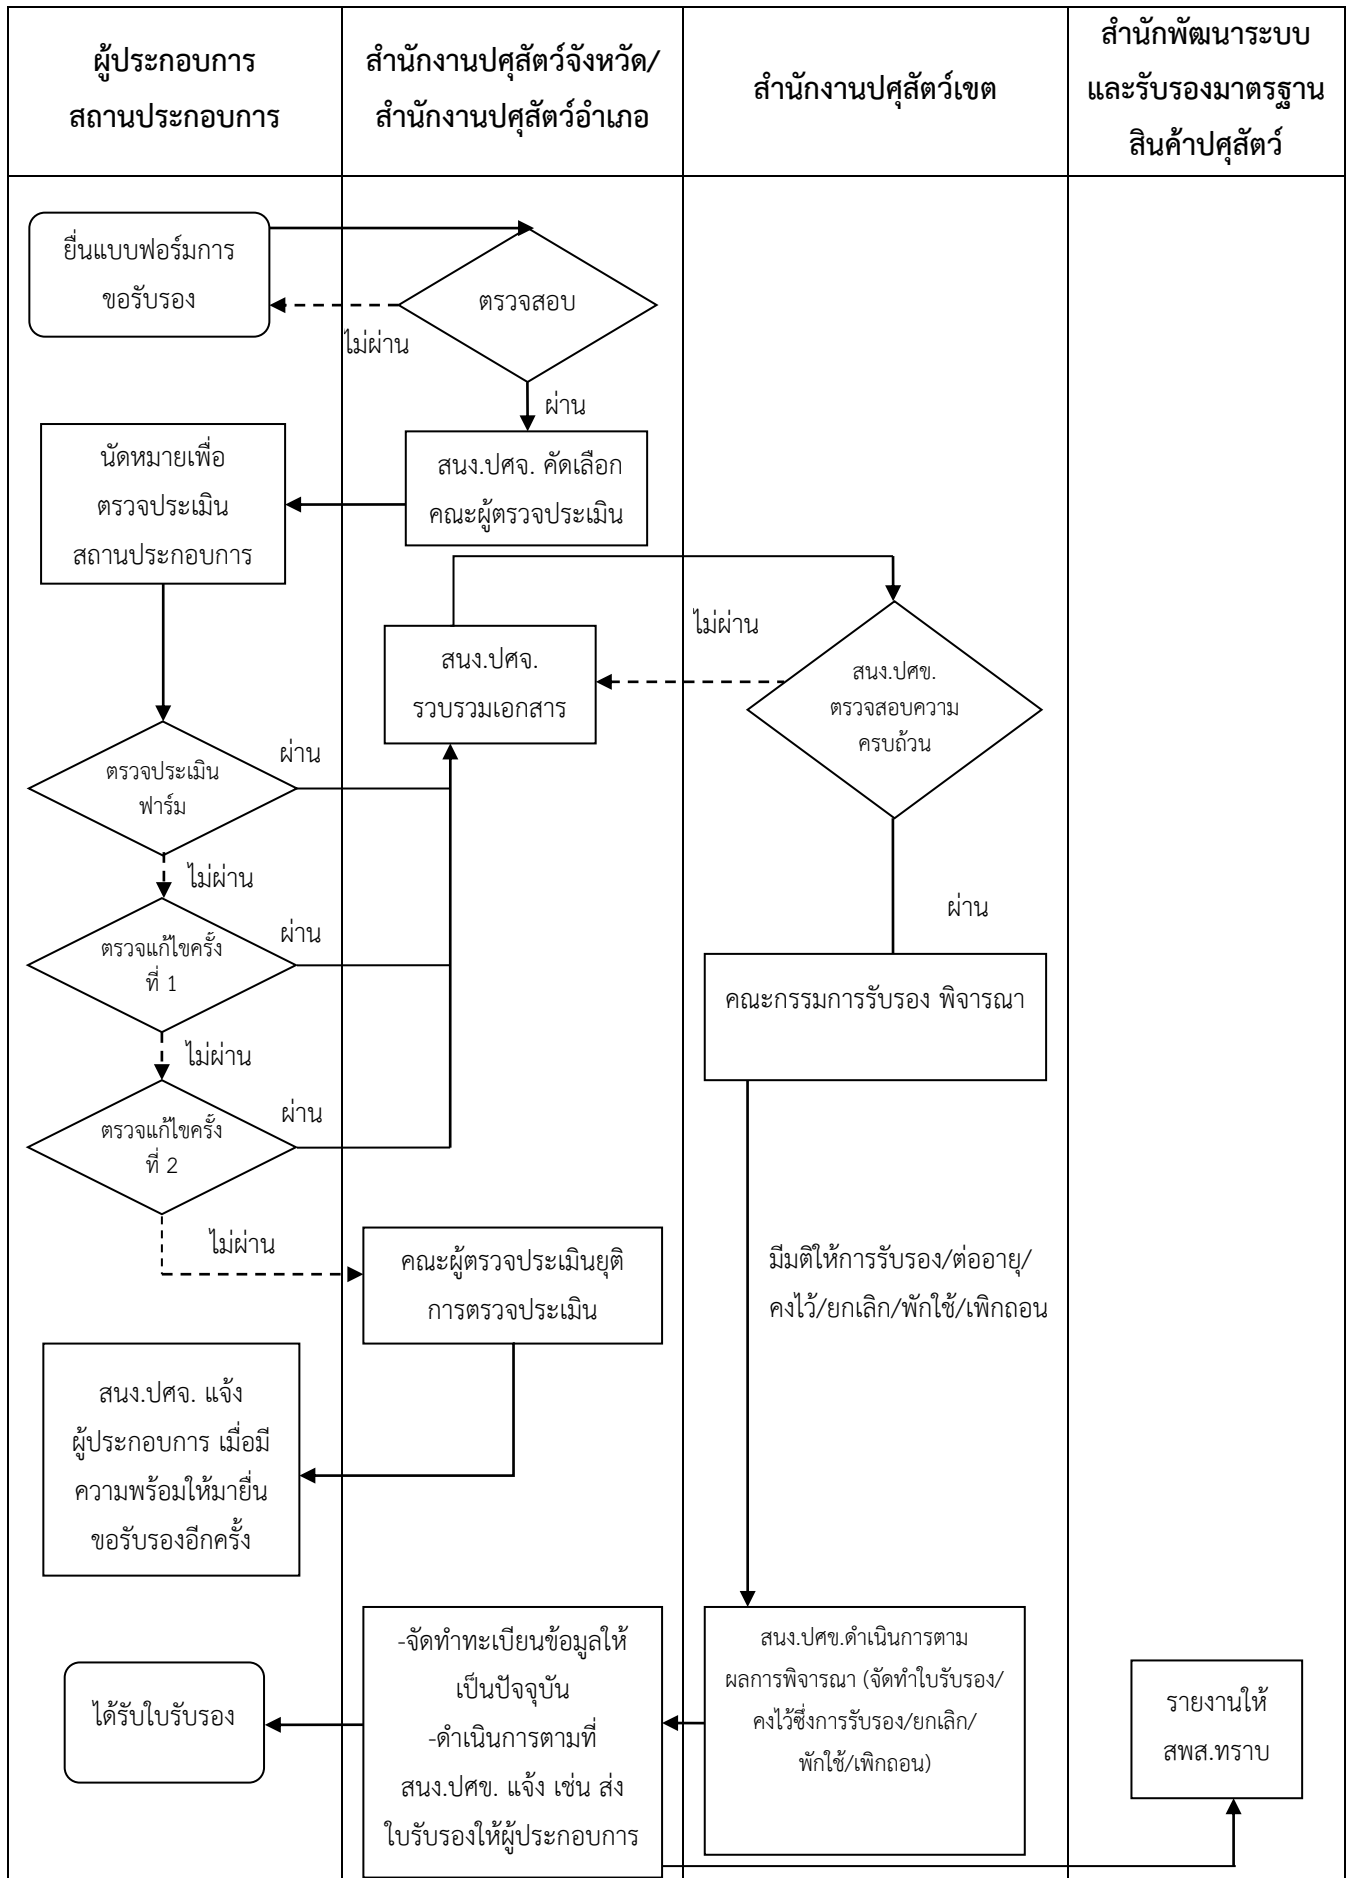 ผู้ประกอบการ
สถานประกอบการ
สำนักงานปศุสัตว์จังหวัด/
สำนักงานปศุสัตว์อำเภอ
สำนักงานปศุสัตว์เขต
สำนักพัฒนาระบบ
และรับรองมาตรฐาน
สินค้าปศุสัตว์
ยื่นแบบฟอร์มการ
ขอรับรอง
ตรวจสอบ
ไม่ผ่าน
ผ่าน
นัดหมายเพื่อ
ตรวจประเมิน
สถานประกอบการ
สนง.ปศจ. คัดเลือก
คณะผู้ตรวจประเมิน
สนง.ปศจ.
รวบรวมเอกสาร
ไม่ผ่าน
สนง.ปศข.
ตรวจสอบความ
ครบถ้วน
ตรวจประเมิน
ฟาร์ม
ผ่าน
ไม่ผ่าน
ผ่าน
ตรวจแก้ไขครั้ง
ที่ 1
ผ่าน
คณะกรรมการรับรอง พิจารณา
ไม่ผ่าน
ตรวจแก้ไขครั้ง
ที่ 2
ผ่าน
ไม่ผ่าน
คณะผู้ตรวจประเมินยุติ
การตรวจประเมิน
มีมติให้การรับรอง/ต่ออายุ/
คงไว้/ยกเลิก/พักใช้/เพิกถอน
สนง.ปศจ. แจ้ง
ผู้ประกอบการ เมื่อมี
ความพร้อมให้มายื่น
ขอรับรองอีกครั้ง
ได้รับใบรับรอง
-จัดทำทะเบียนข้อมูลให้
เป็นปัจจุบัน
-ดำเนินการตามที่
สนง.ปศข. แจ้ง เช่น ส่ง
ใบรับรองให้ผู้ประกอบการ
สนง.ปศข.ดำเนินการตาม
ผลการพิจารณา (จัดทำใบรับรอง/
คงไว้ซึ่งการรับรอง/ยกเลิก/
พักใช้/เพิกถอน)
รายงานให้
สพส.ทราบ